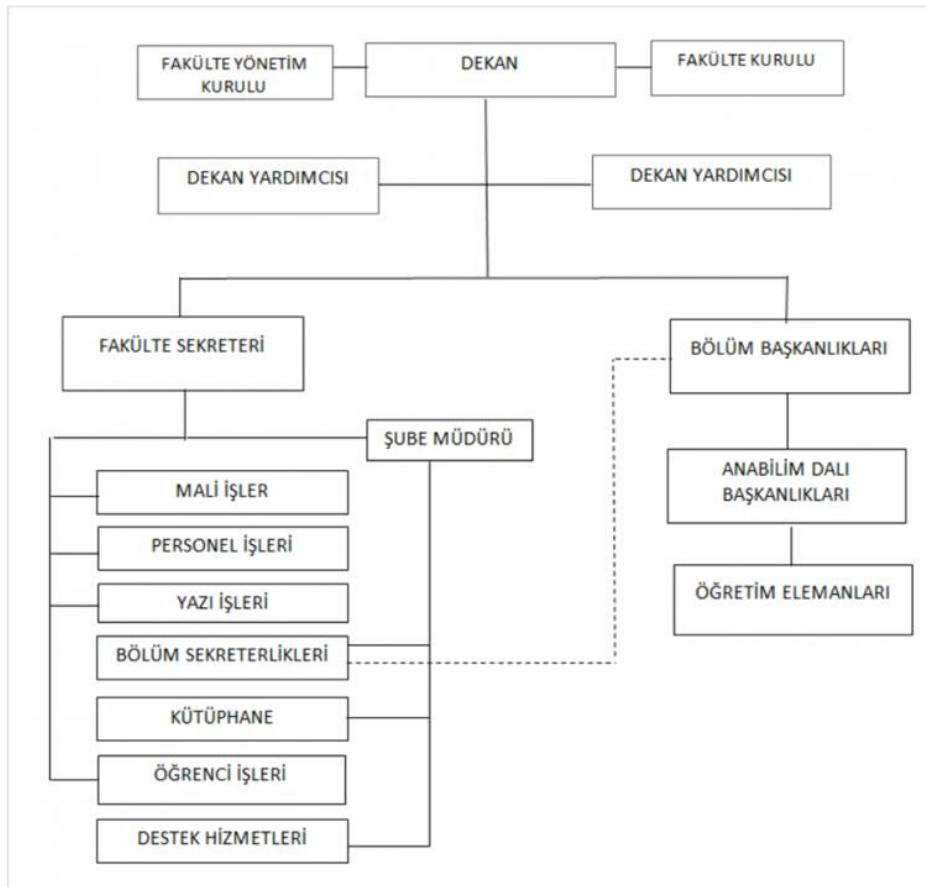 FAKÜLTE YÖNETİM
KURULU
DEKAN
FAKÜLTE KURULU
DEKAN YARDIMCISI
DEKAN YARDIMCISI
FAKÜLTE SEKRETERİ
BÖLÜM BAŞKANLIKLARI
ŞUBE MÜDÜRÜ
MALİ İŞLER
PERSONEL İŞLERİ
YAZI İŞLERİ
BÖLÜM SEKRETERLİKLERİ
KÜTÜPHANE
ÖĞRENCİ İŞLERİ
DESTEK HİZMETLERİ
ANABİLİM DALI
BAŞKANLIKLARI
ÖĞRETİM ELEMANLARI